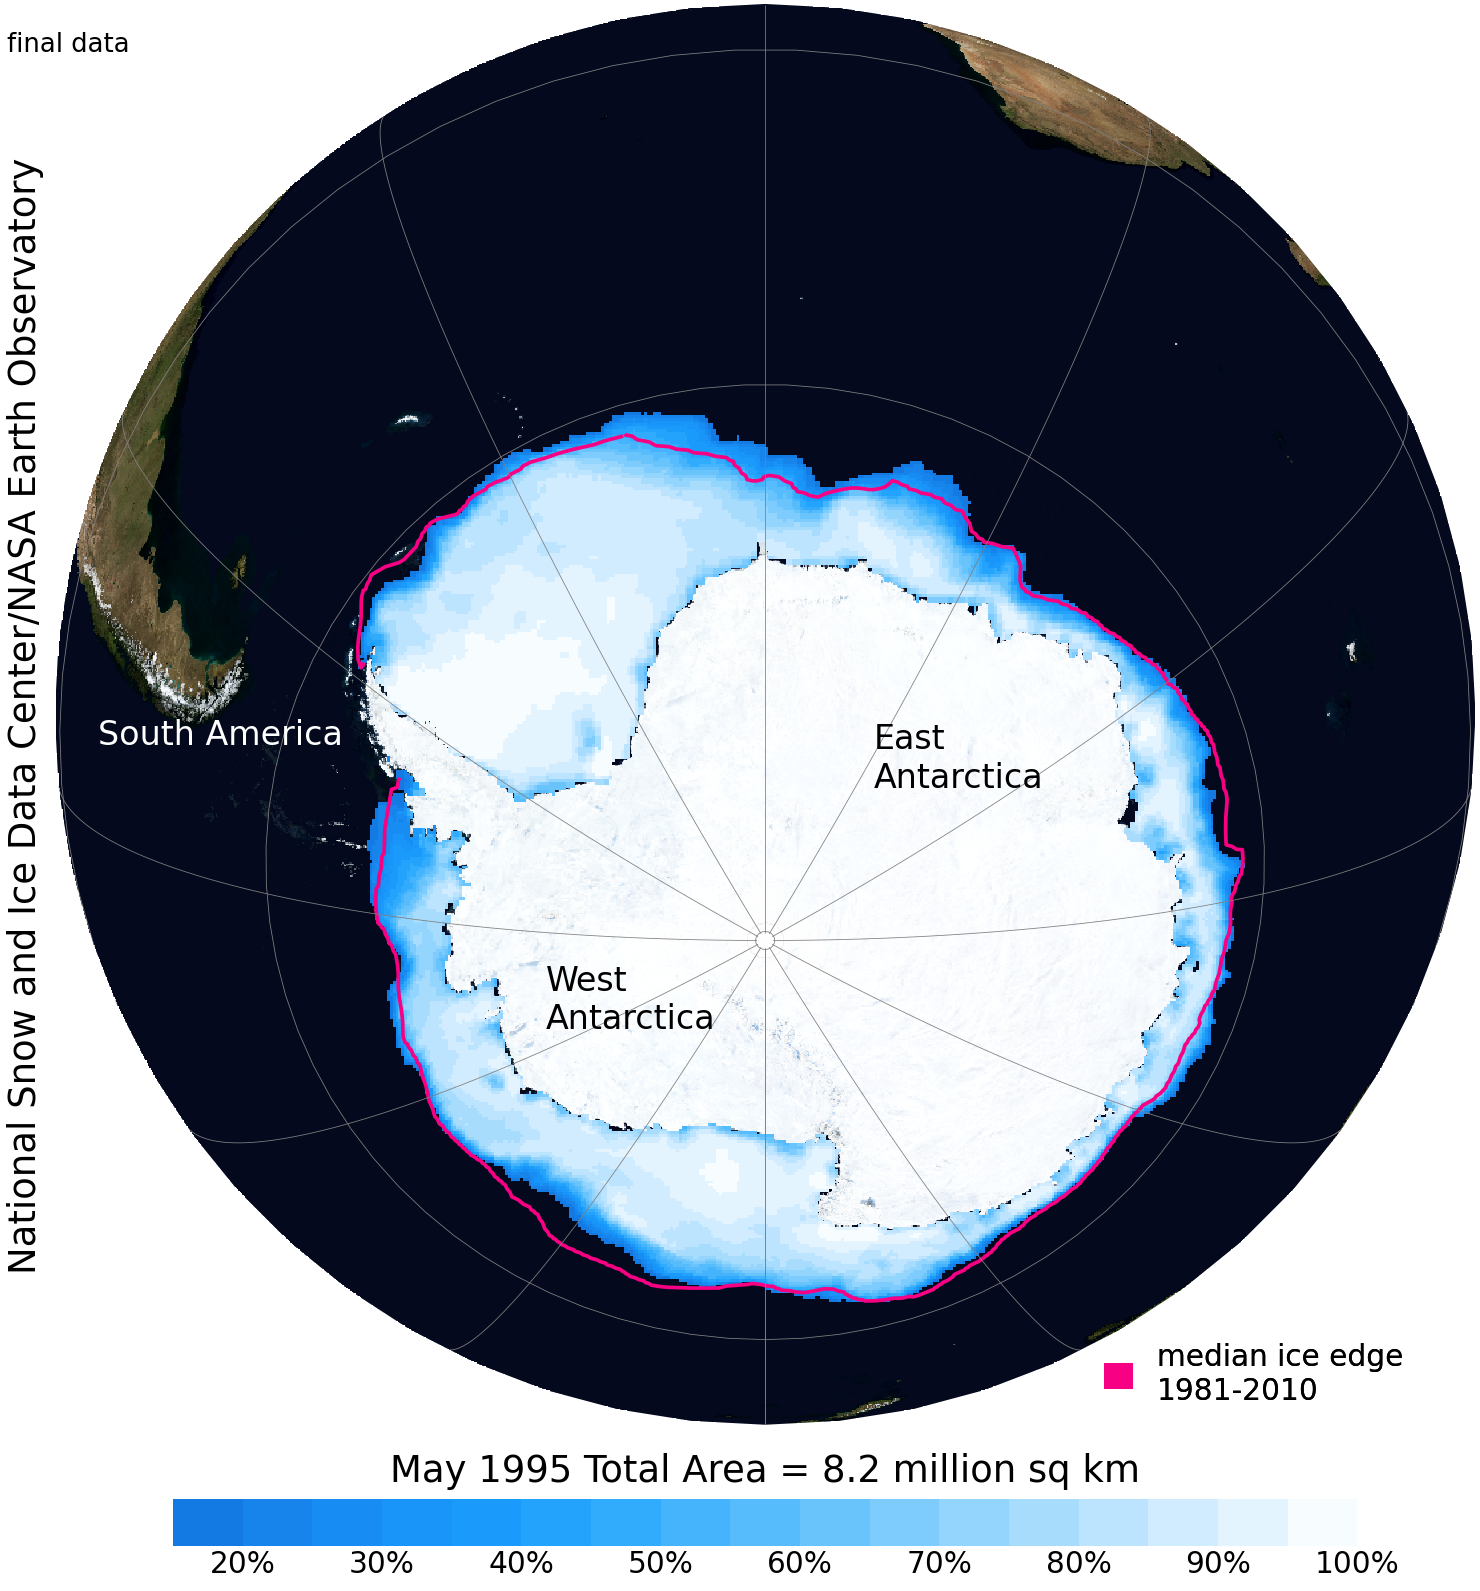 final data
National Snow and Ice Data Center/NASA Earth Observatory
South America
East
Antarctica
West
Antarctica
median ice edge
1981-2010
May 1995 Total Area = 8.2 million sq km
20% 30% 40% 50% 60% 70% 80% 90% 100%